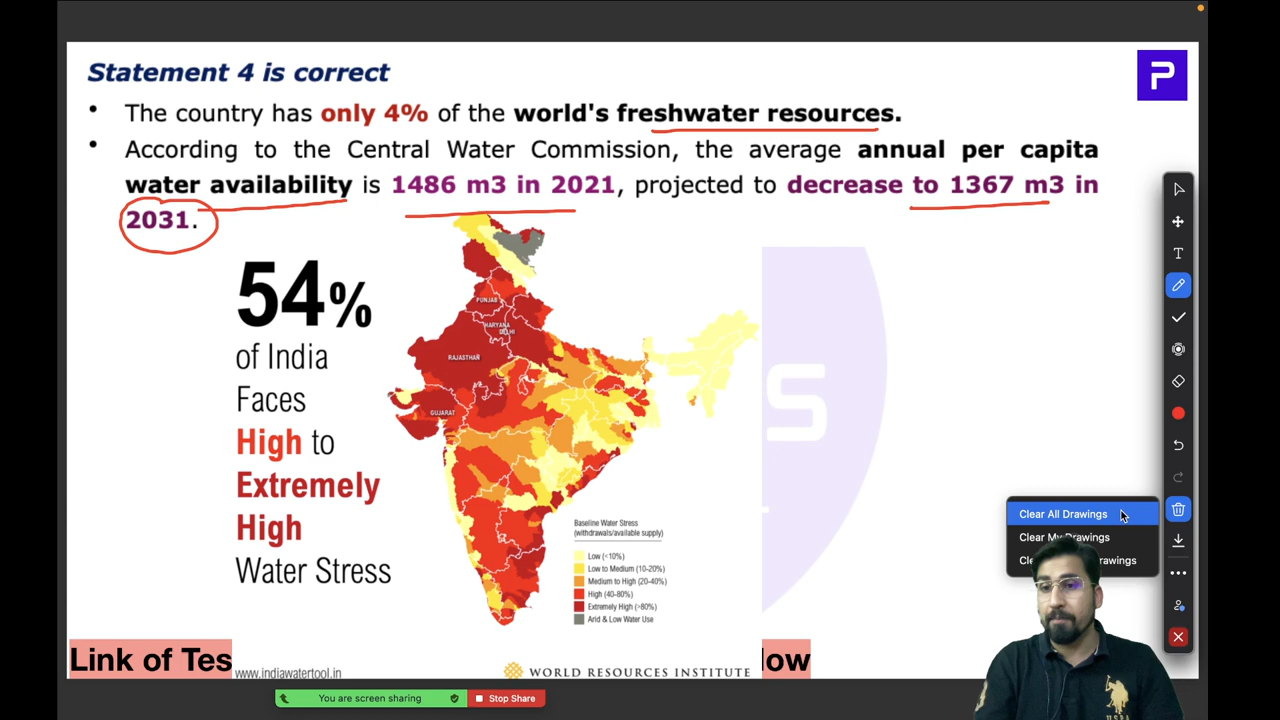 Statement 4 is correct
• The country has only 4% of the world's freshwater resources.
• According to the Central Water Commission, the average annual per capita
water availability is 1486 m3 in 2021, projected to decrease to 1367 m3 in
2031.
54%
of India
Faces
High to
Extremely
High
Water Stress
PUNJAB
HARYANA
DELHI
RAJASTHAN
GUJARAT
Baseline Water Stress
(withdrawals/available supply)
Low (<10%)
Low to Medium (10-20%)
Medium to High (20-40%)
High (40-80%)
Extremely High (>80%)
Arid & Low Water Use
S
Clear All Drawings
Clear My Drawings
Link of Tes
low
www.indiawatertool.in
WORLD RESOURCES INSTITUTE
You are screen sharing
Stop Share